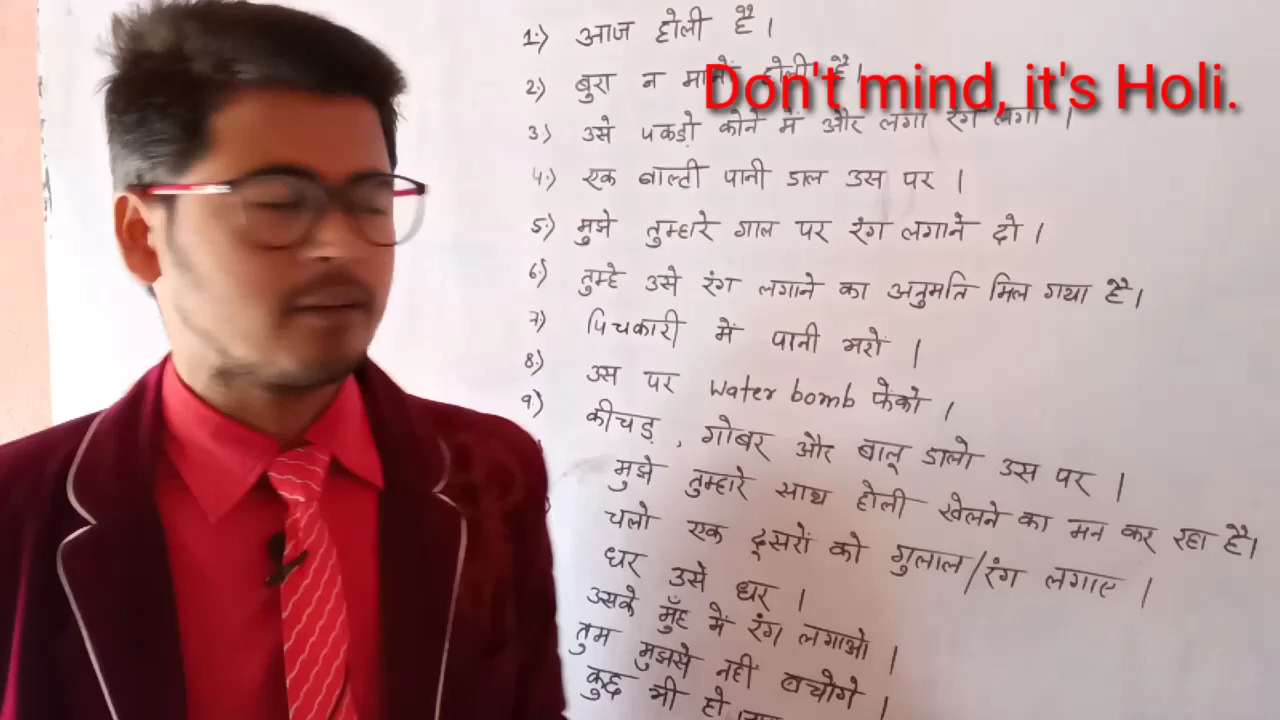 1.) आज होली है।
2.) बुरा न है।
Don't mind, it's Holi.
3) उसे पकड़ो कोने में और लगा रंग लगा ।
4.) एक बाल्टी पानी डाल उस पर ।
5.) मुझे तुम्हारे गाल पर रंग लगाने दो ।
6.) तुम्हे उसे रंग लगाने का अनुमति मिल गया है।
7) पिचकारी में पानी भरो ।
8.) उस पर water bomb फेंको ।
9.) कीचड़, गोबर और बालू डालो उस पर ।
मुझे तुम्हारे साथ होली खेलने का मन कर रहा है।
चलो एक दूसरों को गुलाल/रंग लगाए ।
धर उसे धर ।
उसके मुँह में रंग लगाओ ।
तुम मुझसे नहीं बचोगे ।
कुछ भी हो